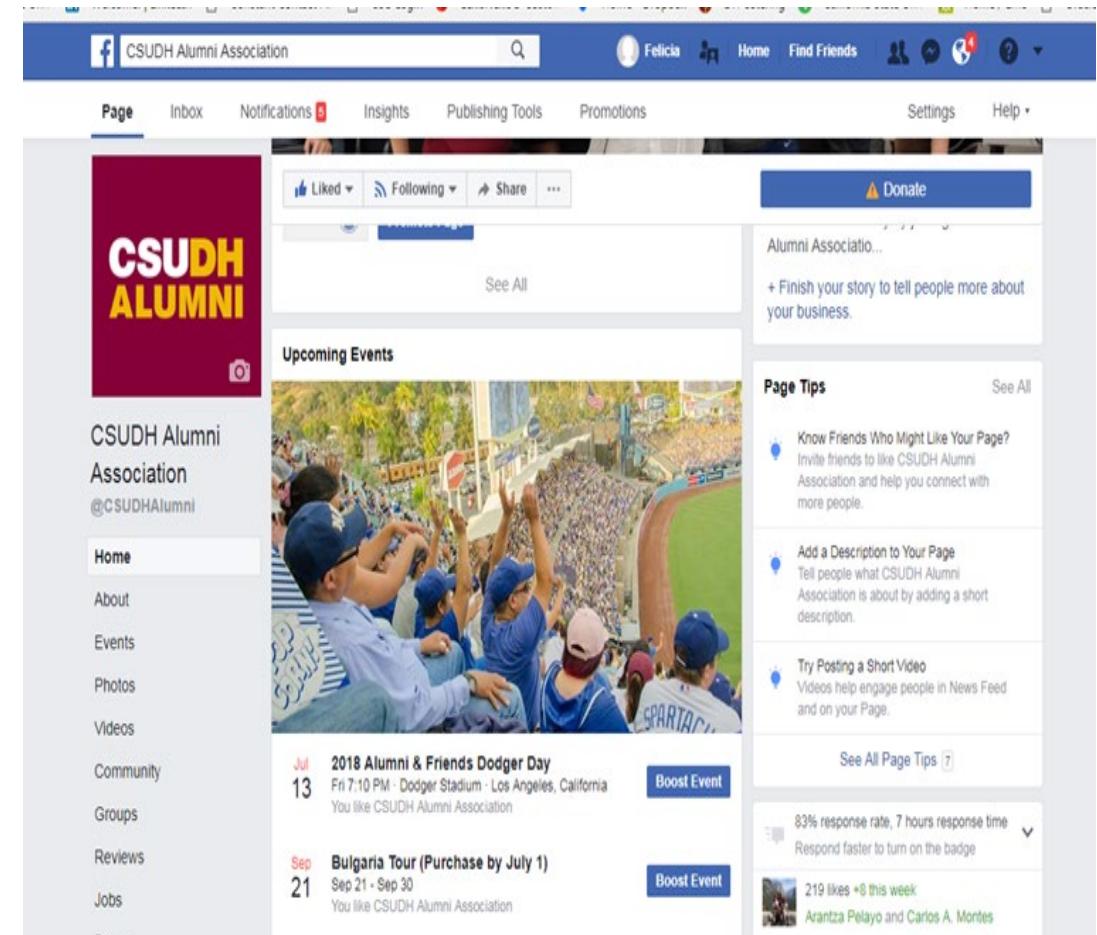 CSUDH Alumni Association
Felicia
Home
Find Friends
4
Page
Inbox
Notifications 5
Insights
Publishing Tools
Promotions
Settings
Help
CSUDH
ALUMNI
CSUDH Alumni
Association
@CSUDHAlumni
Home
About
Events
Photos
Videos
Community
Groups
Reviews
Jobs
Liked
Following
Share
...
Donate
See All
Upcoming Events
SPARTACU
Jul
13
2018 Alumni & Friends Dodger Day
Fri 7:10 PM · Dodger Stadium · Los Angeles, California
You like CSUDH Alumni Association
Boost Event
Sep
21
Bulgaria Tour (Purchase by July 1)
Sep 21 - Sep 30
You like CSUDH Alumni Association
Boost Event
Alumni Associatio...
+ Finish your story to tell people more about
your business.
Page Tips
See All
Know Friends Who Might Like Your Page?
Invite friends to like CSUDH Alumni
Association and help you connect with
more people.
Add a Description to Your Page
Tell people what CSUDH Alumni
Association is about by adding a short
description.
Try Posting a Short Video
Videos help engage people in News Feed
and on your Page.
See All Page Tips 7
83% response rate, 7 hours response time
Respond faster to turn on the badge
219 likes +8 this week
Arantza Pelayo and Carlos A. Montes